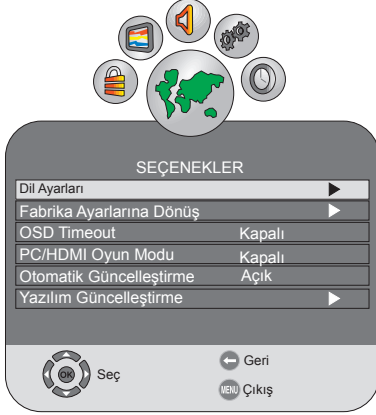 SEÇENEKLER
Dil Ayarları
Fabrika Ayarlarına Dönüş
OSD Timeout Kapalı
PC/HDMI Oyun Modu Kapalı
Otomatik Güncelleştirme Açık
Yazılım Güncelleştirme
OK Seç
Geri
MENU Çıkış